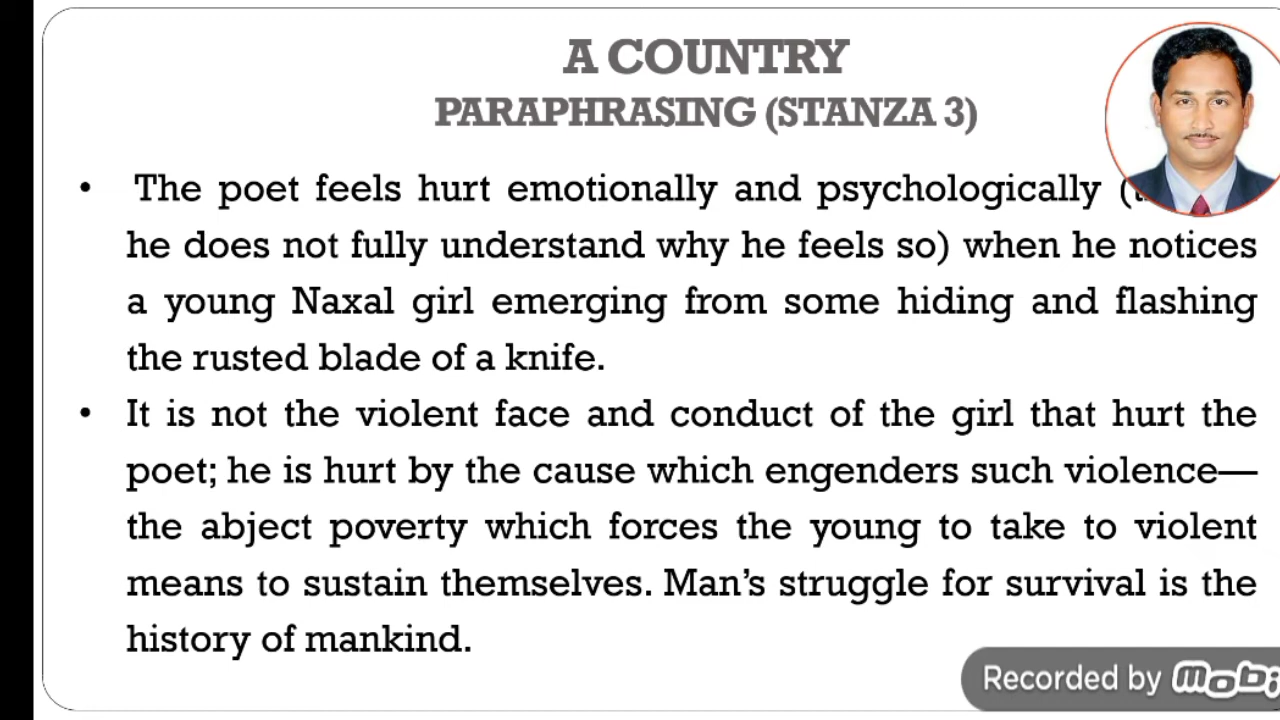 A COUNTRY
PARAPHRASING (STANZA 3)
• The poet feels hurt emotionally and psychologically
he does not fully understand why he feels so) when he notices
a young Naxal girl emerging from some hiding and flashing
the rusted blade of a knife.
• It is not the violent face and conduct of the girl that hurt the
poet; he is hurt by the cause which engenders such violence—
the abject poverty which forces the young to take to violent
means to sustain themselves. Man’s struggle for survival is the
history of mankind.
Recorded by